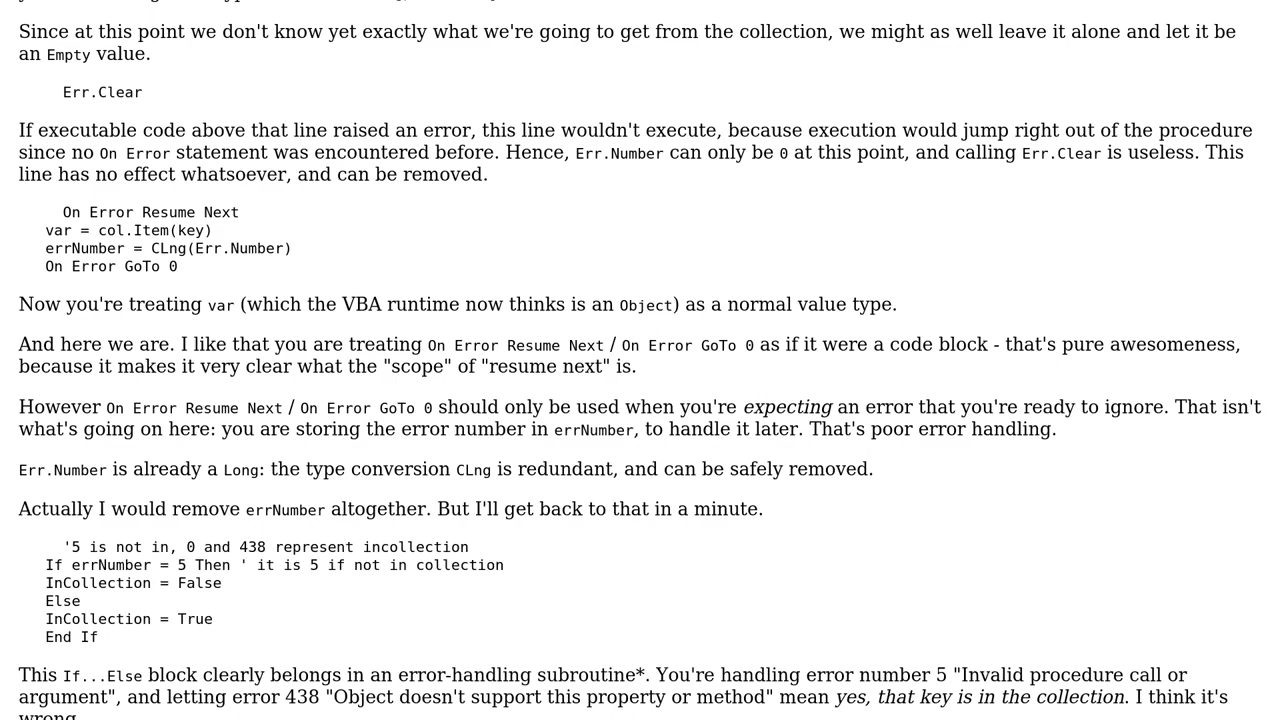 Since at this point we don't know yet exactly what we're going to get from the collection, we might as well leave it alone and let it be
an Empty value.
Err.Clear
If executable code above that line raised an error, this line wouldn't execute, because execution would jump right out of the procedure
since no On Error statement was encountered before. Hence, Err.Number can only be 0 at this point, and calling Err.Clear is useless. This
line has no effect whatsoever, and can be removed.
On Error Resume Next
var = col.Item(key)
errNumber = CLng(Err.Number)
On Error GoTo 0
Now you're treating var (which the VBA runtime now thinks is an Object) as a normal value type.
And here we are. I like that you are treating On Error Resume Next / On Error GoTo 0 as if it were a code block - that's pure awesomeness,
because it makes it very clear what the "scope" of "resume next" is.
However On Error Resume Next / On Error GoTo 0 should only be used when you're expecting an error that you're ready to ignore. That isn't
what's going on here: you are storing the error number in errNumber, to handle it later. That's poor error handling.
Err.Number is already a Long: the type conversion CLng is redundant, and can be safely removed.
Actually I would remove errNumber altogether. But I'll get back to that in a minute.
'5 is not in, 0 and 438 represent incollection
If errNumber = 5 Then ' it is 5 if not in collection
InCollection = False
Else
InCollection = True
End If
This If...Else block clearly belongs in an error-handling subroutine*. You're handling error number 5 "Invalid procedure call or
argument", and letting error 438 "Object doesn't support this property or method" mean yes, that key is in the collection. I think it's
wrong.